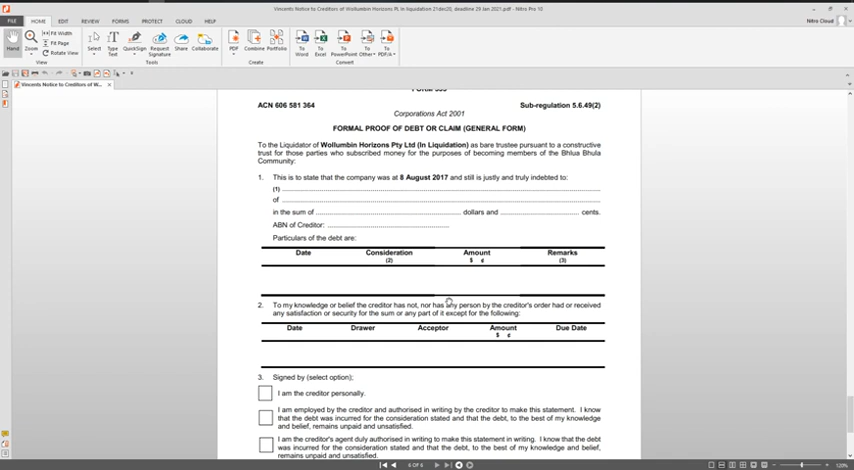 Vincents Notice to Creditors of Wollumbin Horizons PL in liquidation 21dec20, deadline 29 Jan 2021.pdf - Nitro Pro 10
FILE HOME EDIT REVIEW FORMS PROTECT CLOUD HELP
Nitro Cloud
Hand Zoom Fit Width Fit Page Rotate View Select Type Text QuickSign Request Signature Share Collaborate PDF Combine Portfolio To Word To Excel To PowerPoint To Other To PDF/A
View Tools Create Convert
Vincents Notice to Creditors of W...
ACN 606 581 364 Sub-regulation 5.6.49(2)
Corporations Act 2001
FORMAL PROOF OF DEBT OR CLAIM (GENERAL FORM)
To the Liquidator of Wollumbin Horizons Pty Ltd (In Liquidation) as bare trustee pursuant to a constructive
trust for those parties who subscribed money for the purposes of becoming members of the Bhlua Bhula
Community:
1. This is to state that the company was at 8 August 2017 and still is justly and truly indebted to:
(1)
of
in the sum of dollars and cents.
ABN of Creditor:
Particulars of the debt are:
Date Consideration Amount Remarks
(2) $ ¢ (3)
2. To my knowledge or belief the creditor has not, nor has any person by the creditor's order had or received
any satisfaction or security for the sum or any part of it except for the following:
Date Drawer Acceptor Amount Due Date
$ ¢
3. Signed by (select option);
I am the creditor personally.
I am employed by the creditor and authorised in writing by the creditor to make this statement. I know
that the debt was incurred for the consideration stated and that the debt, to the best of my knowledge
and belief, remains unpaid and unsatisfied.
I am the creditor's agent duly authorised in writing to make this statement in writing. I know that the debt
was incurred for the consideration stated and that the debt, to the best of my knowledge and belief,
remains unpaid and unsatisfied.
6 OF 6
120%